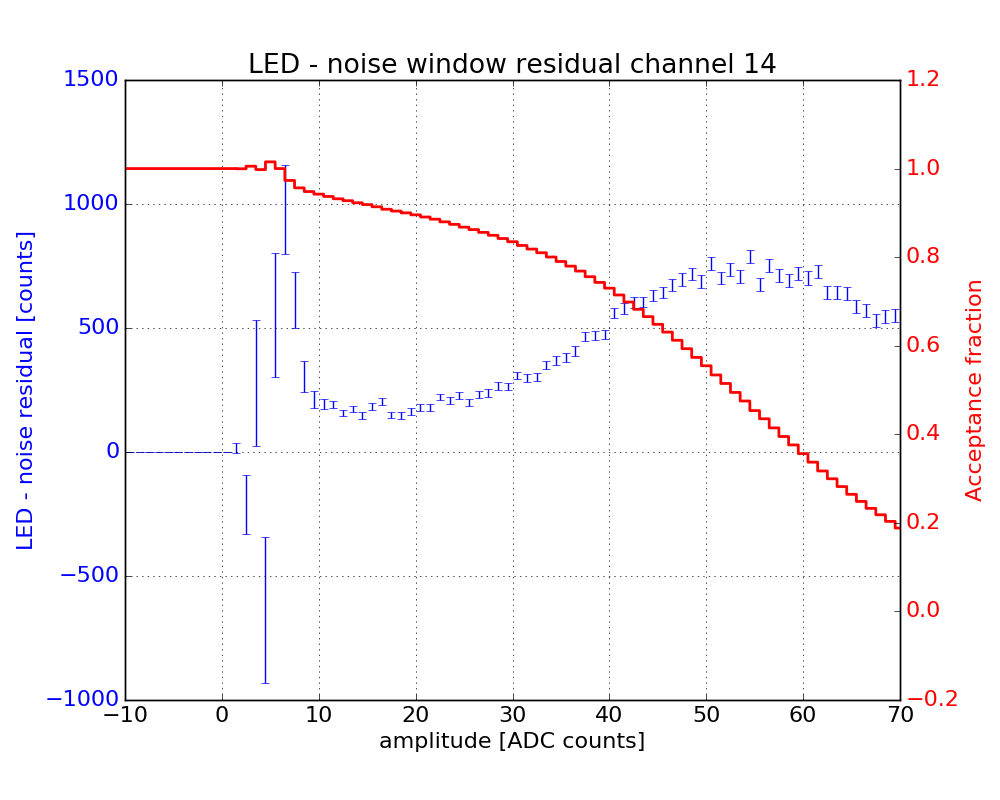 LED - noise window residual channel 14
1500
1000
500
0
−500
−1000
LED - noise residual [counts]
1.2
1.0
0.8
0.6
0.4
0.2
0.0
−0.2
Acceptance fraction
−10 0 10 20 30 40 50 60 70
amplitude [ADC counts]